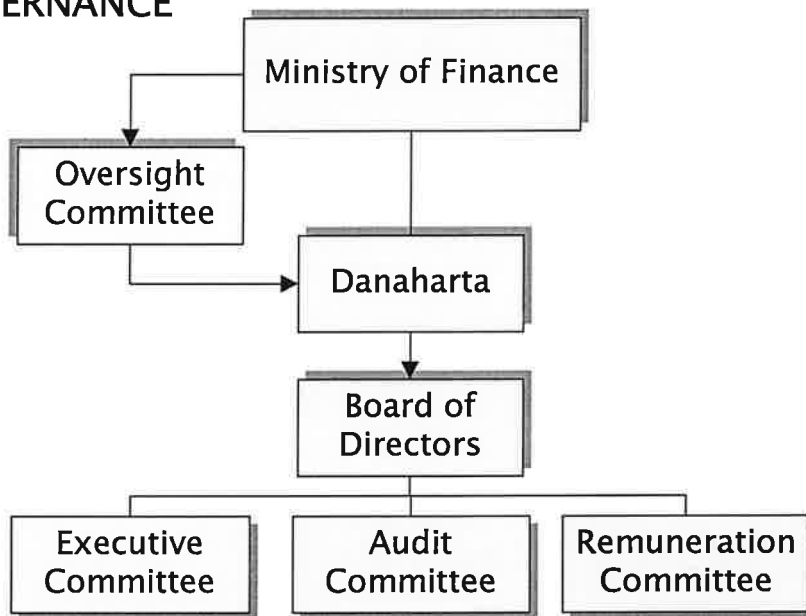 ERNANCE
Ministry of Finance
Oversight
Committee
Danaharta
Board of
Directors
Executive
Committee
Audit
Committee
Remuneration
Committee